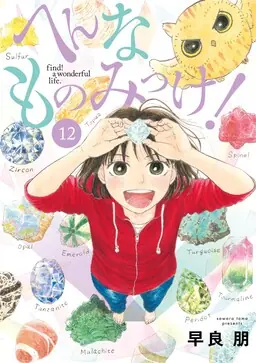 へんな
ものみっけ!
find!
a wonderful
life.
12
Sulfur
Topaz
Spinel
Zircon
Opal
Emerald
Turquoise
Malachite
Tourmaline
Tanzanite
Peridot
sawara tomo
presents
早良 朋